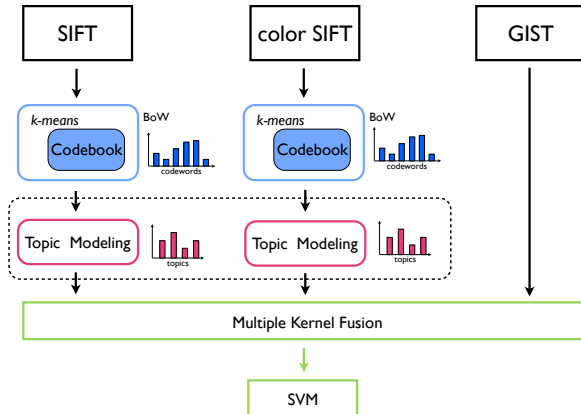 SIFT
color SIFT
GIST
k-means
Codebook
BoW
codewords
k-means
Codebook
BoW
codewords
Topic Modeling
topics
Topic Modeling
topics
Multiple Kernel Fusion
SVM